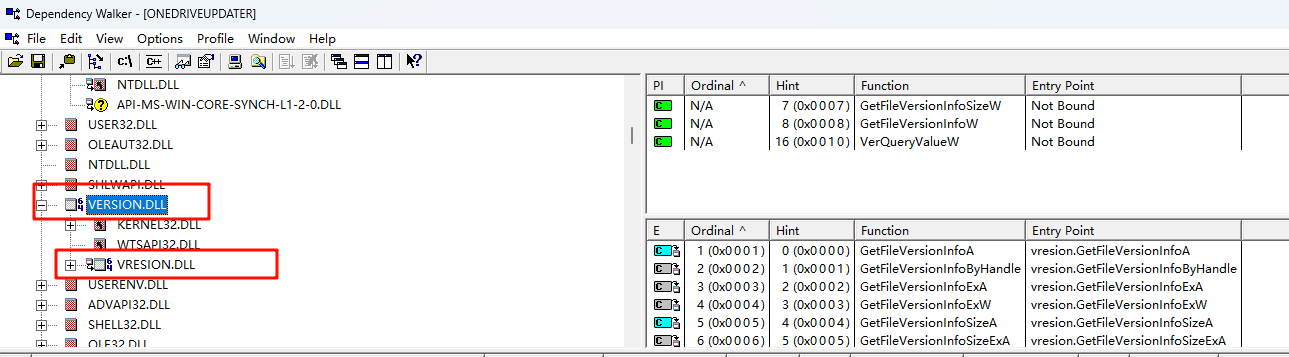 Dependency Walker - [ONEDRIVEUPDATER]
File Edit View Options Profile Window Help
c:\ C++
NTDLL.DLL
API-MS-WIN-CORE-SYNCH-L1-2-0.DLL
USER32.DLL
OLEAUT32.DLL
NTDLL.DLL
SHLWAPI.DLL
64 VERSION.DLL
KERNEL32.DLL
WTSAPI32.DLL
64 VRESION.DLL
USERENV.DLL
ADVAPI32.DLL
SHELL32.DLL
OLE32.DLL
PI Ordinal ^ Hint Function Entry Point
C N/A 7 (0x0007) GetFileVersionInfoSizeW Not Bound
C N/A 8 (0x0008) GetFileVersionInfoW Not Bound
C N/A 16 (0x0010) VerQueryValueW Not Bound
E Ordinal ^ Hint Function Entry Point
C 1 (0x0001) 0 (0x0000) GetFileVersionInfoA vresion.GetFileVersionInfoA
C 2 (0x0002) 1 (0x0001) GetFileVersionInfoByHandle vresion.GetFileVersionInfoByHandle
C 3 (0x0003) 2 (0x0002) GetFileVersionInfoExA vresion.GetFileVersionInfoExA
C 4 (0x0004) 3 (0x0003) GetFileVersionInfoExW vresion.GetFileVersionInfoExW
C 5 (0x0005) 4 (0x0004) GetFileVersionInfoSizeA vresion.GetFileVersionInfoSizeA
C 6 (0x0006) 5 (0x0005) GetFileVersionInfoSizeExA vresion.GetFileVersionInfoSizeExA